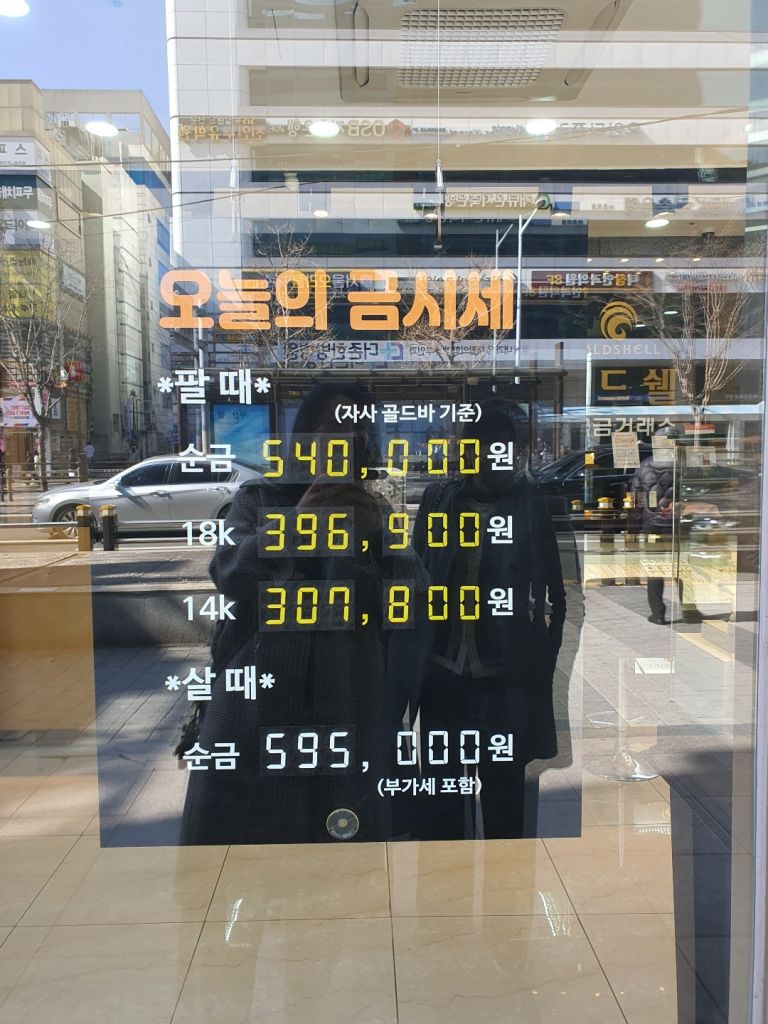 오늘의 금시세
*팔 때*
(자사 골드바 기준)
순금 540,000원
18k 396,900원
14k 307,800원
*살 때*
순금 595,000원
(부가세 포함)